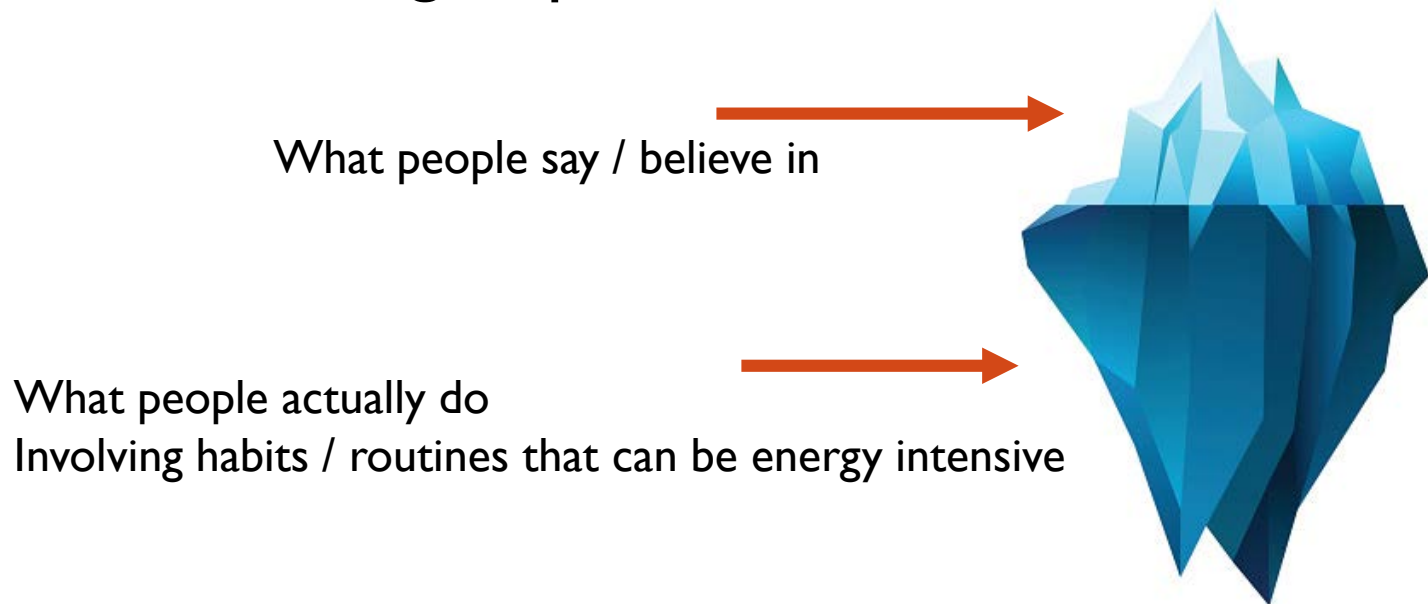 What people say / believe in
What people actually do
Involving habits / routines that can be energy intensive